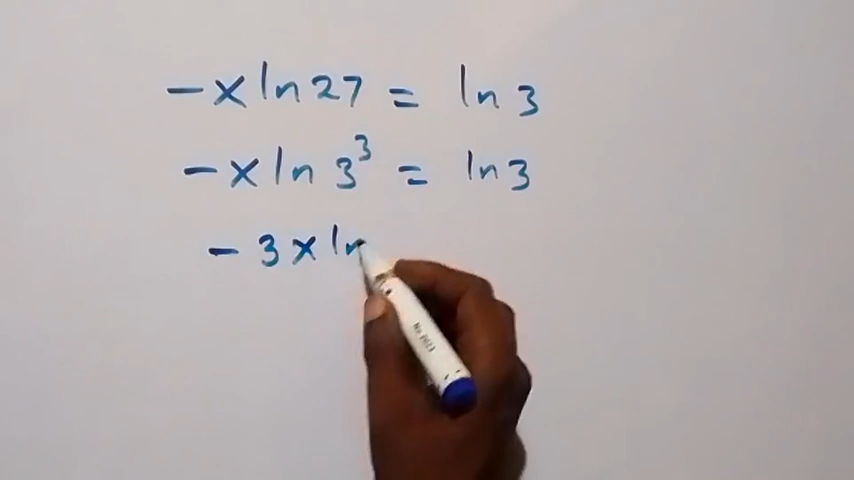 -x ln 27 = ln 3
-x ln 3³ = ln 3
-3x ln